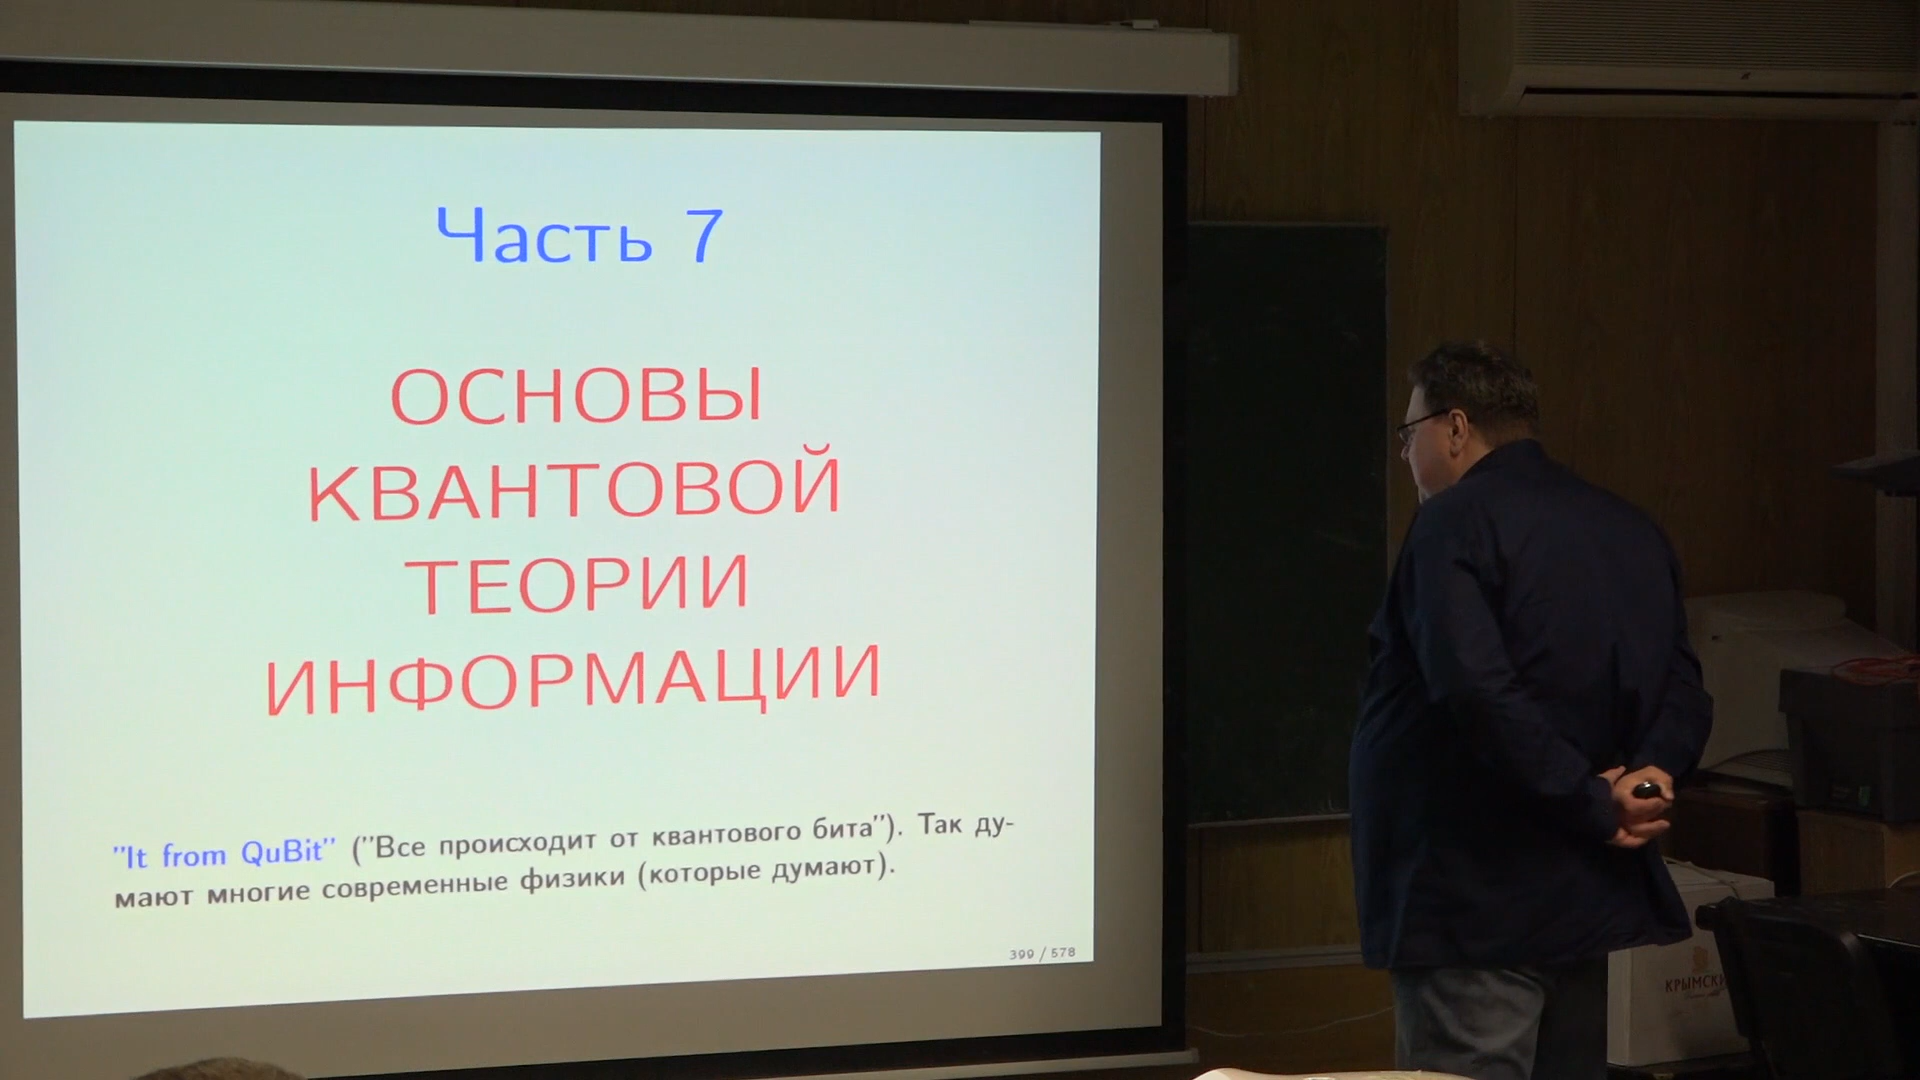 Часть 7
ОСНОВЫ
КВАНТОВОЙ
ТЕОРИИ
ИНФОРМАЦИИ
"It from QuBit" ("Все происходит от квантового бита"). Так ду-
мают многие современные физики (которые думают).
399 / 578
КРЫМСКИ